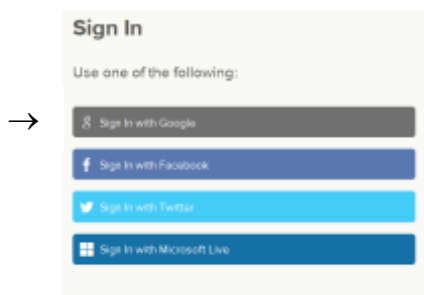 Sign In
Use one of the following:
→
Sign In with Google
Sign In with Facebook
Sign In with Twitter
Sign In with Microsoft Live